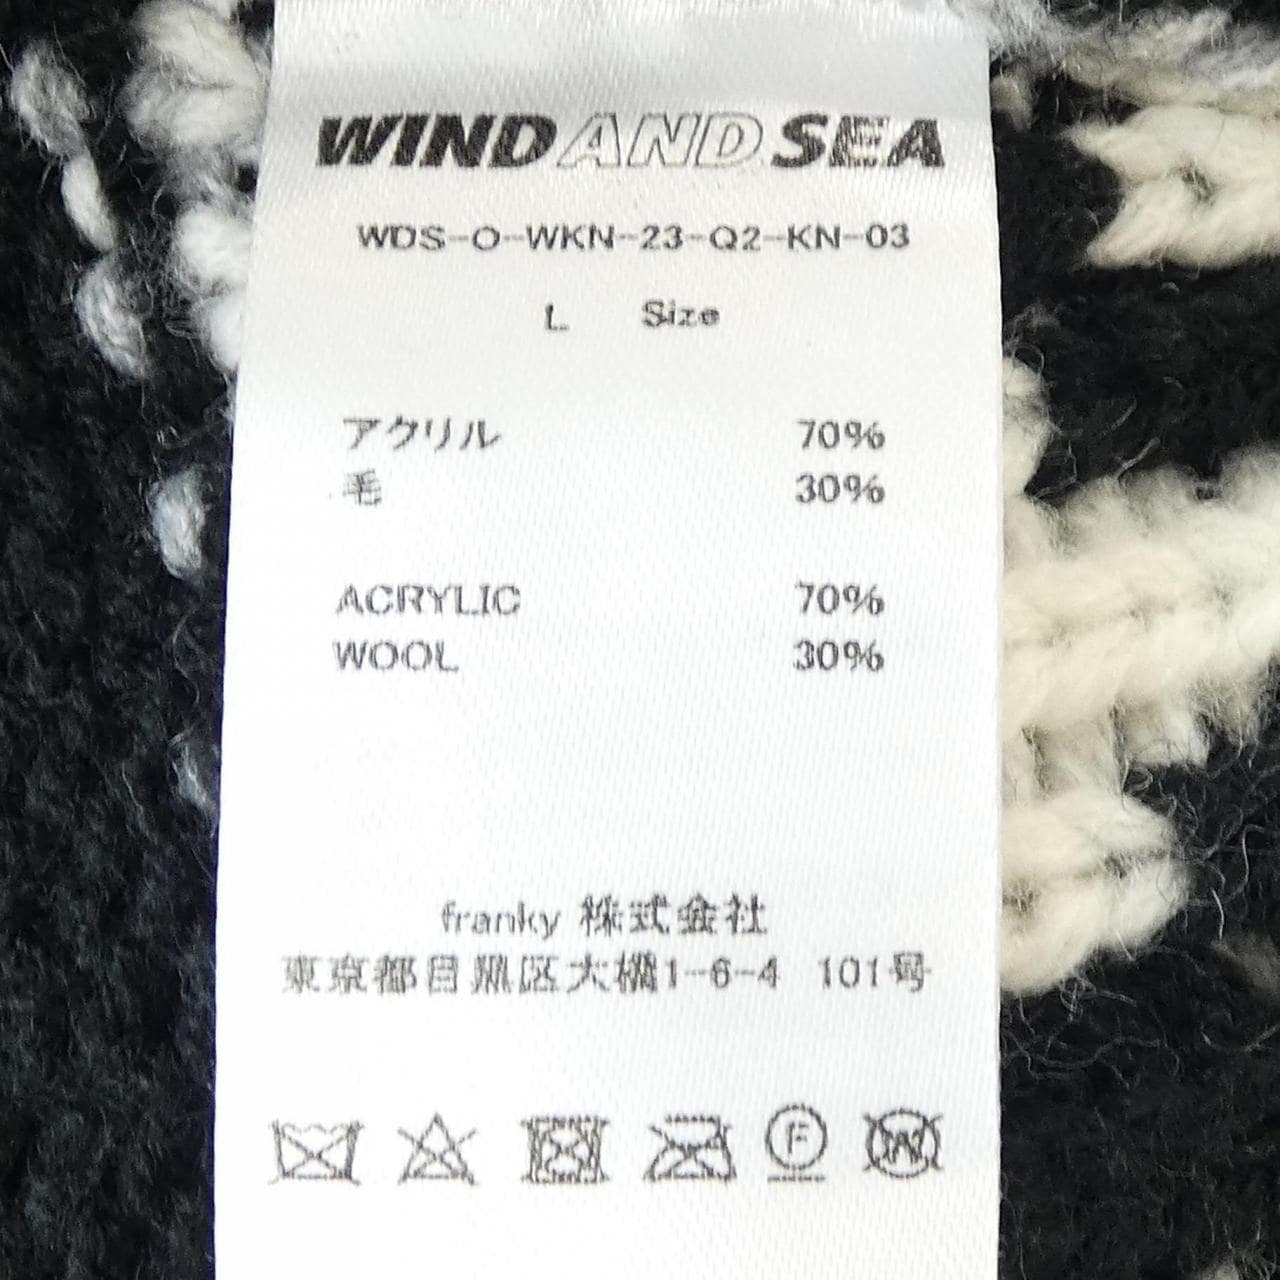 WIND AND SEA
WDS-O-WKN-23-Q2-KN-03
L Size
アクリル 70%
毛 30%
ACRYLIC 70%
WOOL 30%
franky 株式会社
東京都目黒区大橋1-6-4 101号
F W